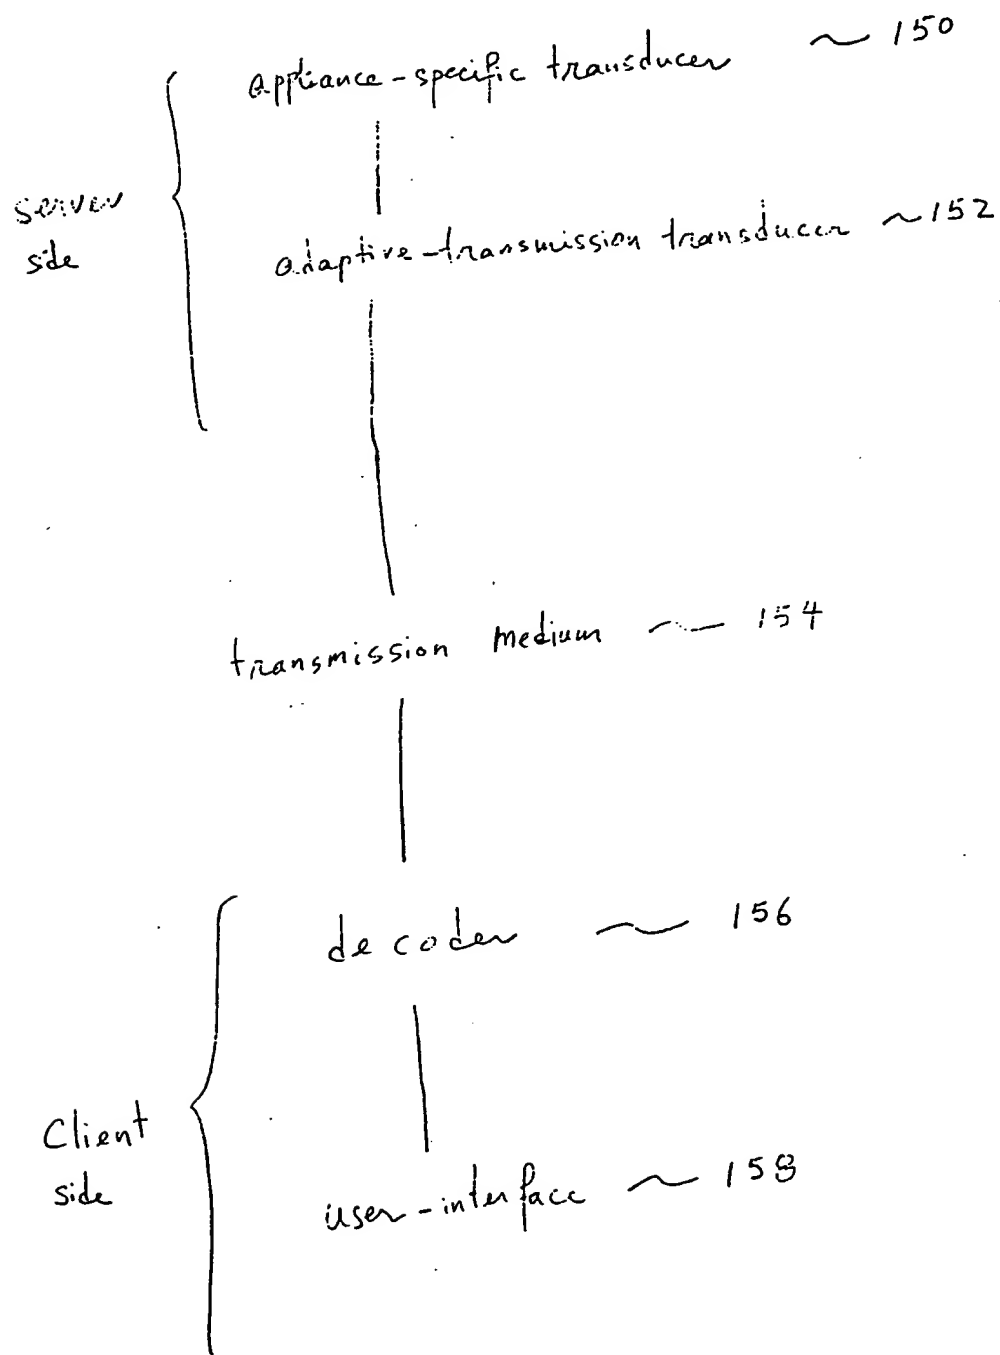 appliance-specific transducer ~ 150
server
side
adaptive-transmission transducer ~ 152
transmission medium ~ 154
decoder ~ 156
Client
side
user-interface ~ 158